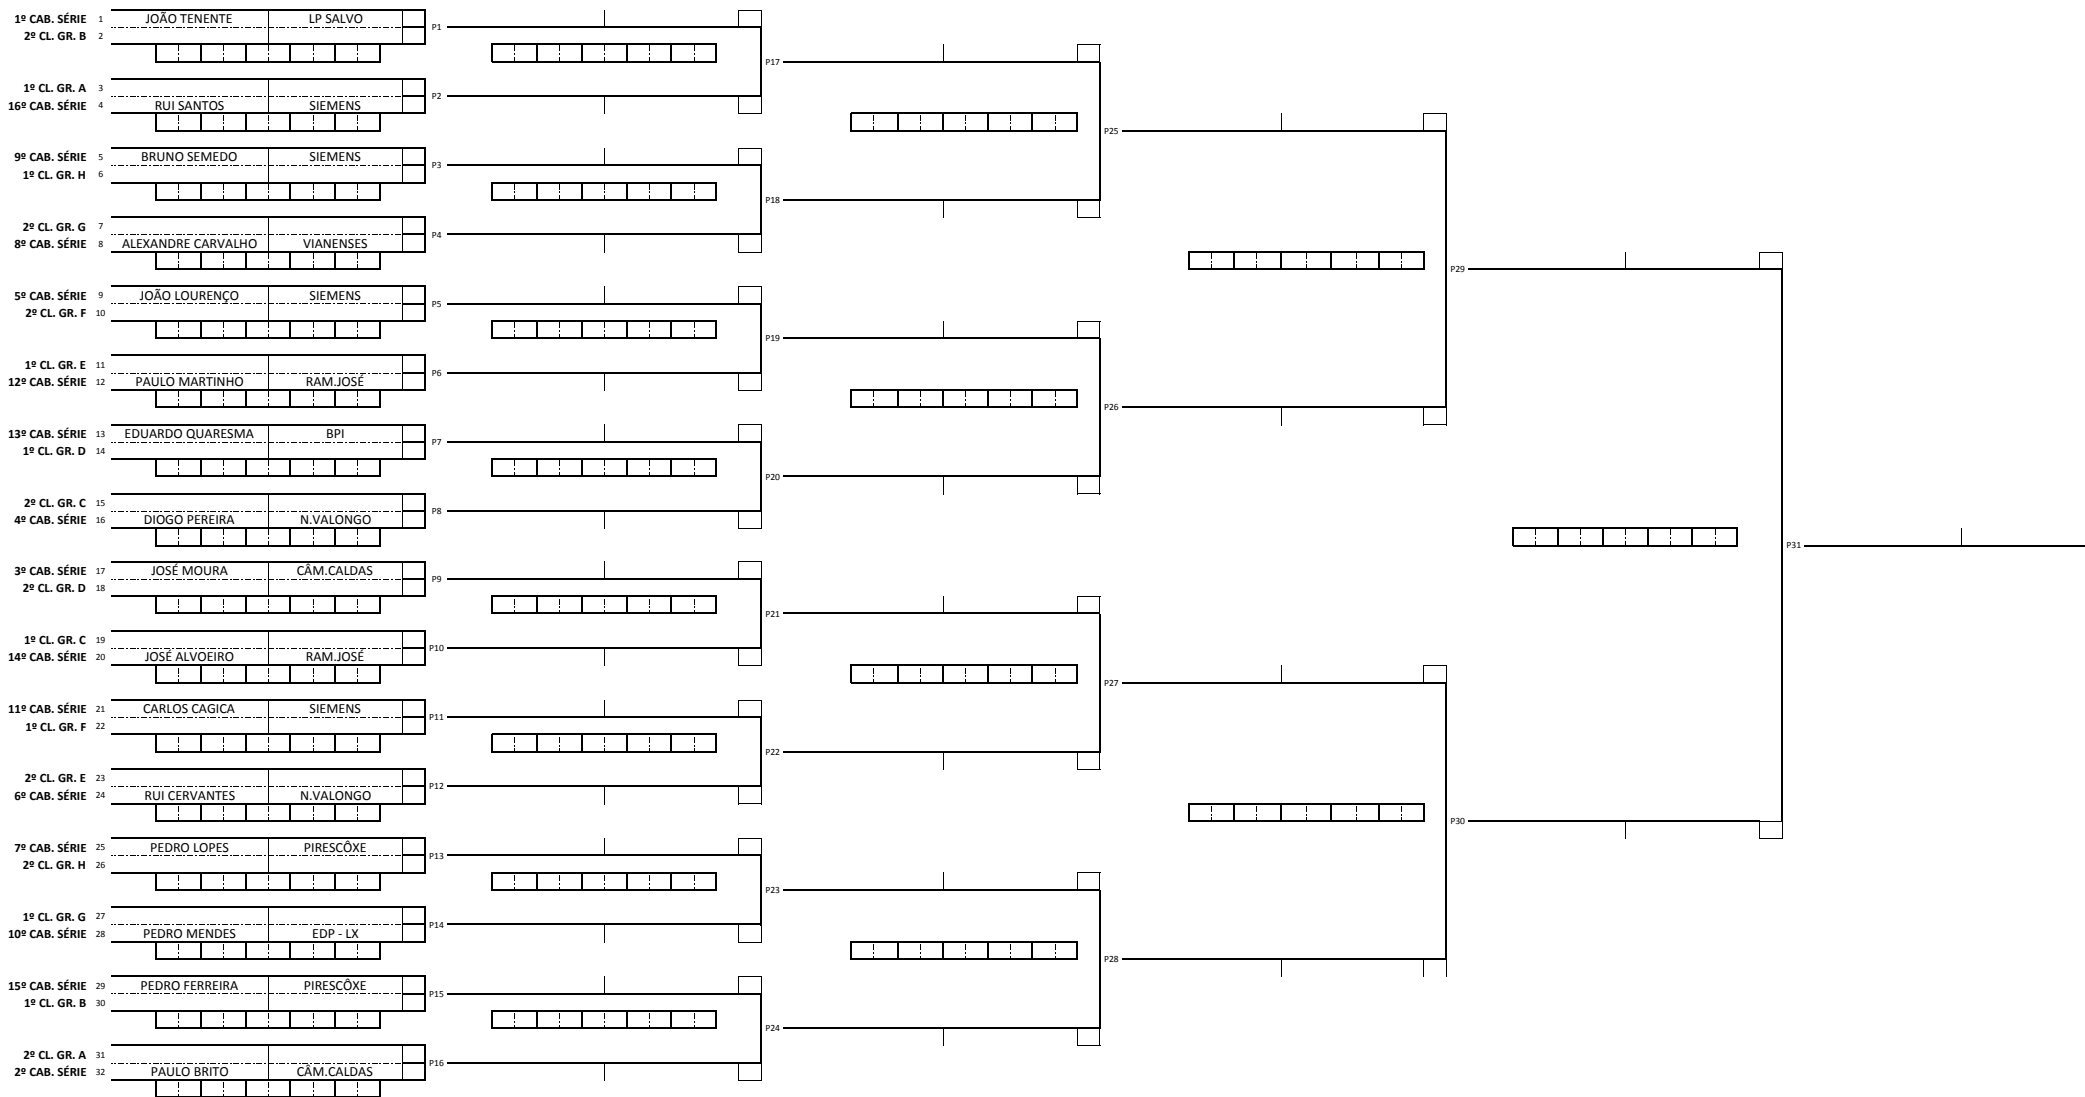 1º CAB. SÉRIE 1 JOÃO TENENTE LP SALVO
P1
2º CL. GR. B 2
P17
1º CL. GR. A 3
P2
16º CAB. SÉRIE 4 RUI SANTOS SIEMENS
P25
9º CAB. SÉRIE 5 BRUNO SEMEDO SIEMENS
P3
1º CL. GR. H 6
P18
2º CL. GR. G 7
P4
8º CAB. SÉRIE 8 ALEXANDRE CARVALHO VIANENSES
P29
5º CAB. SÉRIE 9 JOÃO LOURENÇO SIEMENS
P5
2º CL. GR. F 10
P19
1º CL. GR. E 11
P6
12º CAB. SÉRIE 12 PAULO MARTINHO RAM.JOSÉ
P26
13º CAB. SÉRIE 13 EDUARDO QUARESMA BPI
P7
1º CL. GR. D 14
P20
2º CL. GR. C 15
P8
4º CAB. SÉRIE 16 DIOGO PEREIRA N.VALONGO
P31
3º CAB. SÉRIE 17 JOSÉ MOURA CÂM.CALDAS
P9
2º CL. GR. D 18
P21
1º CL. GR. C 19
P10
14º CAB. SÉRIE 20 JOSÉ ALVOEIRO RAM.JOSÉ
P27
11º CAB. SÉRIE 21 CARLOS CAGICA SIEMENS
P11
1º CL. GR. F 22
P22
2º CL. GR. E 23
P12
6º CAB. SÉRIE 24 RUI CERVANTES N.VALONGO
P30
7º CAB. SÉRIE 25 PEDRO LOPES PIRESCÔXE
P13
2º CL. GR. H 26
P23
1º CL. GR. G 27
P14
10º CAB. SÉRIE 28 PEDRO MENDES EDP - LX
P28
15º CAB. SÉRIE 29 PEDRO FERREIRA PIRESCÔXE
P15
1º CL. GR. B 30
P24
2º CL. GR. A 31
P16
2º CAB. SÉRIE 32 PAULO BRITO CÂM.CALDAS